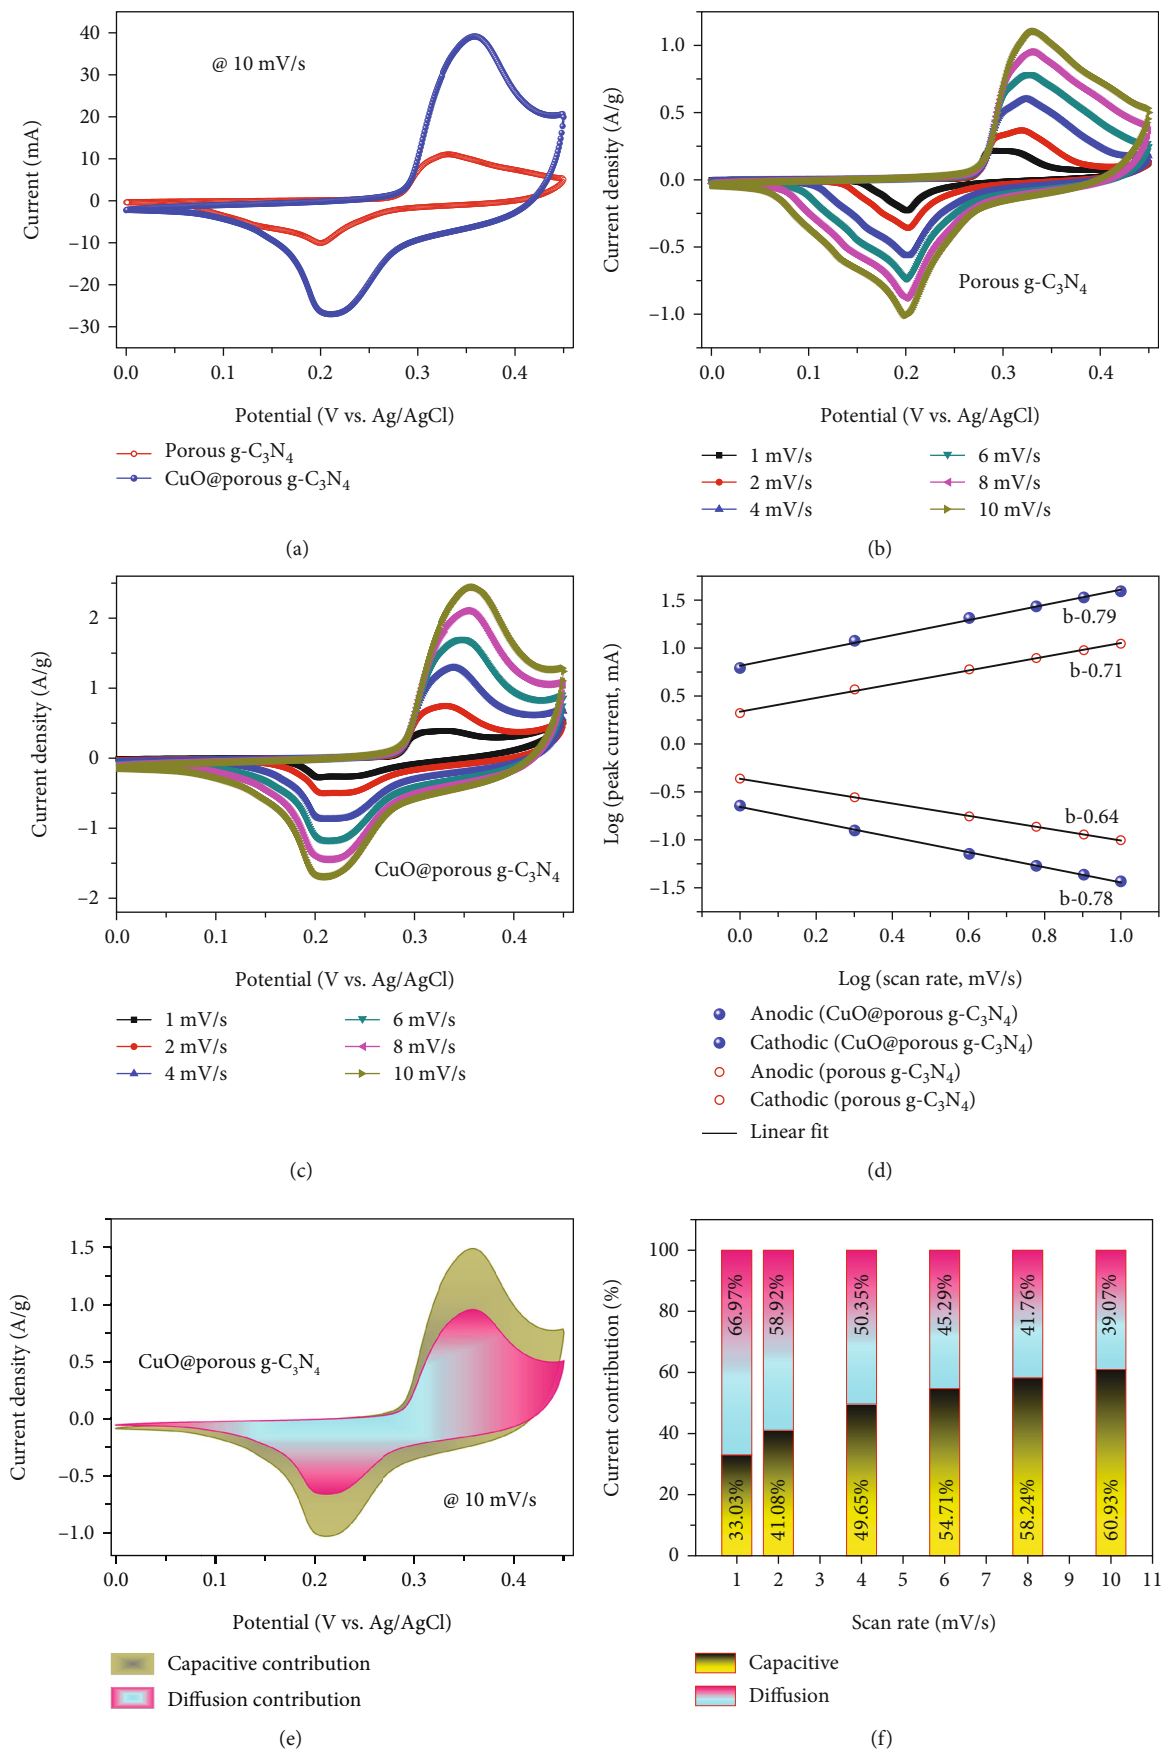 Current (mA)
40
30
20
10
0
−10
−20
−30
@ 10 mV/s
0.0 0.2 0.4
Potential (V vs. Ag/AgCl)
Porous g-C₃N₄
CuO@porous g-C₃N₄
(a)
Current density (A/g)
1.0
0.5
0.0
−0.5
−1.0
Porous g-C₃N₄
0.0 0.1 0.2 0.3 0.4
Potential (V vs. Ag/AgCl)
1 mV/s
2 mV/s
4 mV/s
6 mV/s
8 mV/s
10 mV/s
(b)
Current density (A/g)
2
1
0
−1
−2
CuO@porous g-C₃N₄
0.0 0.1 0.2 0.3 0.4
Potential (V vs. Ag/AgCl)
1 mV/s
2 mV/s
4 mV/s
6 mV/s
8 mV/s
10 mV/s
(c)
Log (peak current, mA)
1.5
1.0
0.5
0.0
−0.5
−1.0
−1.5
b-0.79
b-0.71
b-0.64
b-0.78
0.0 0.2 0.4 0.6 0.8 1.0
Log (scan rate, mV/s)
Anodic (CuO@porous g-C₃N₄)
Cathodic (CuO@porous g-C₃N₄)
Anodic (porous g-C₃N₄)
Cathodic (porous g-C₃N₄)
Linear fit
(d)
Current density (A/g)
1.5
1.0
0.5
0.0
−0.5
−1.0
CuO@porous g-C₃N₄
@ 10 mV/s
0.0 0.1 0.2 0.3 0.4
Potential (V vs. Ag/AgCl)
Capacitive contribution
Diffusion contribution
(e)
Current contribution (%)
100
80
60
40
20
0
66.97%
58.92%
50.35%
45.29%
41.76%
39.07%
33.03%
41.08%
49.65%
54.71%
58.24%
60.93%
1 2 3 4 5 6 7 8 9 10 11
Scan rate (mV/s)
Capacitive
Diffusion
(f)